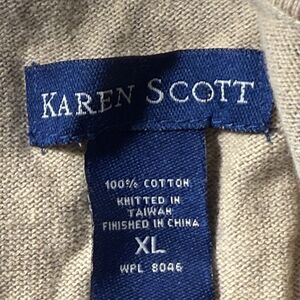 KAREN SCOTT
100% COTTON
KNITTED IN
TAIWAN
FINISHED IN CHINA
XL
WPL 8046